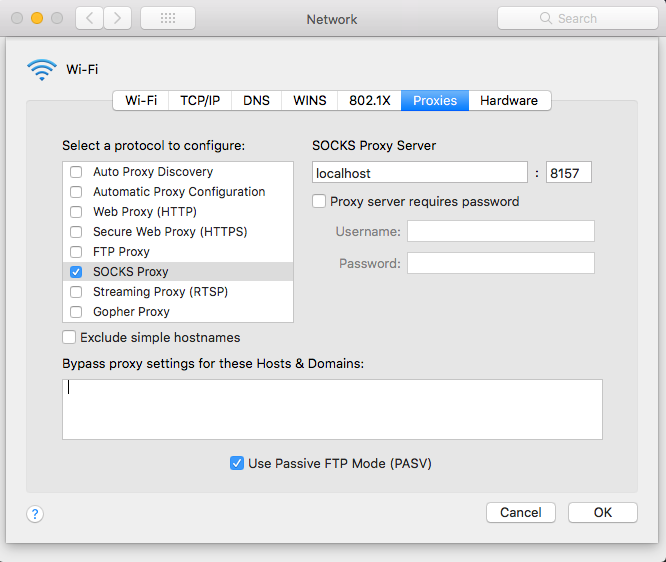 Network
Search
Wi-Fi
Wi-Fi TCP/IP DNS WINS 802.1X Proxies Hardware
Select a protocol to configure:
Auto Proxy Discovery
Automatic Proxy Configuration
Web Proxy (HTTP)
Secure Web Proxy (HTTPS)
FTP Proxy
SOCKS Proxy
Streaming Proxy (RTSP)
Gopher Proxy
Exclude simple hostnames
SOCKS Proxy Server
localhost : 8157
Proxy server requires password
Username:
Password:
Bypass proxy settings for these Hosts & Domains:
Use Passive FTP Mode (PASV)
?
Cancel
OK